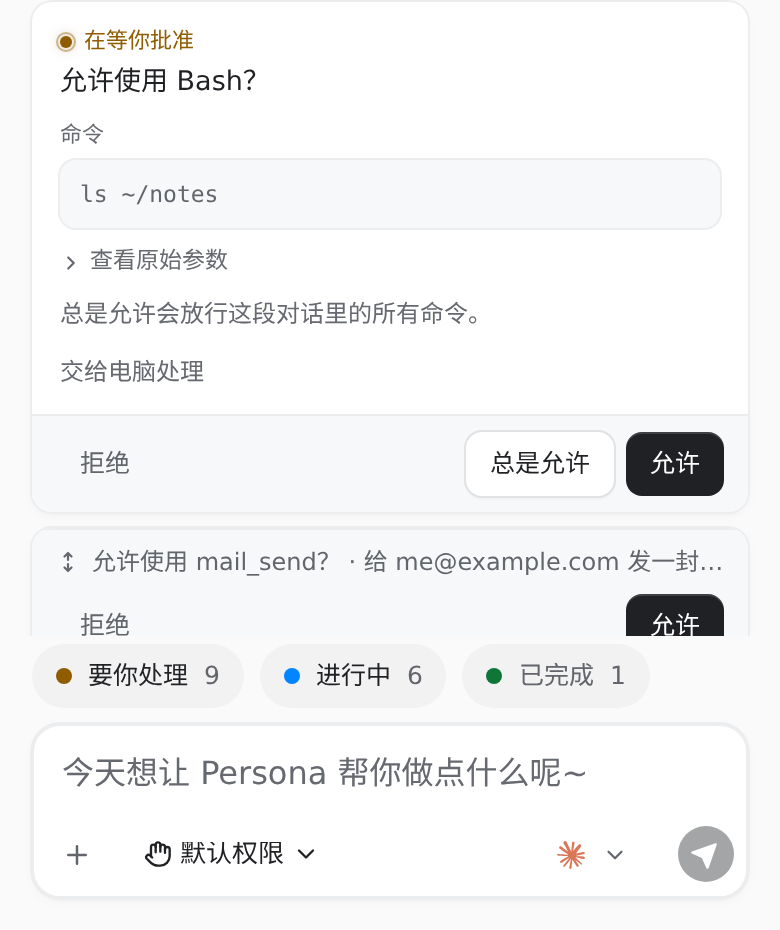 在等你批准
允许使用 Bash?
命令
ls ~/notes
查看原始参数
总是允许会放行这段对话里的所有命令。
交给电脑处理
拒绝 总是允许 允许
允许使用 mail_send? · 给 me@example.com 发一封…
拒绝 允许
要你处理 9 进行中 6 已完成 1
今天想让 Persona 帮你做点什么呢~
默认权限